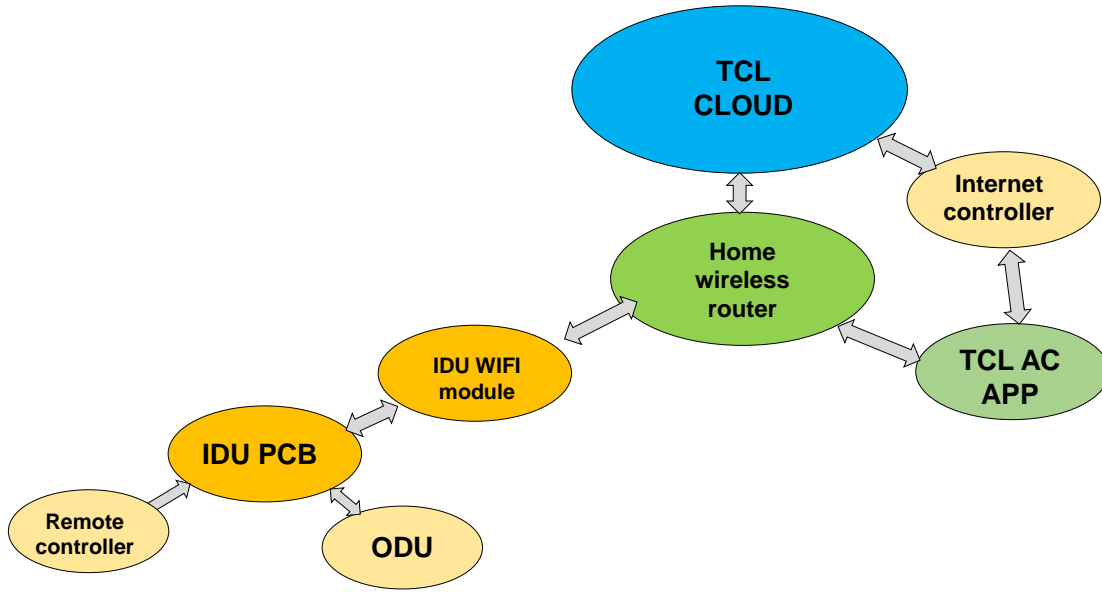 TCL
CLOUD
Internet
controller
Home
wireless
router
IDU WIFI
module
TCL AC
APP
IDU PCB
Remote
controller
ODU